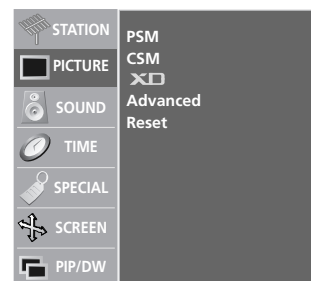 STATION
PICTURE
SOUND
TIME
SPECIAL
SCREEN
PIP/DW
PSM
CSM
XD
Advanced
Reset